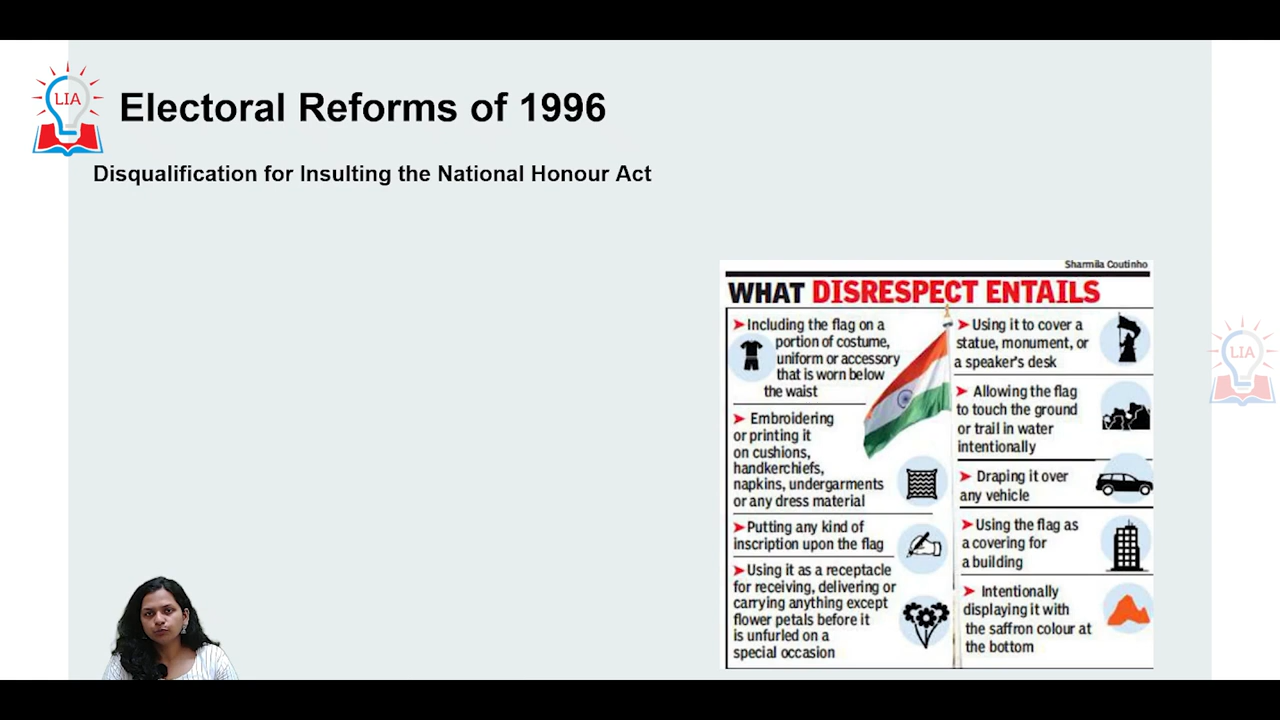 LIA
Electoral Reforms of 1996
Disqualification for Insulting the National Honour Act
Sharmila Coutinho
WHAT DISRESPECT ENTAILS
➤Including the flag on a
portion of costume,
uniform or accessory
that is worn below
the waist
➤ Embroidering
or printing it
on cushions,
handkerchiefs,
napkins, undergarments
or any dress material
➤Putting any kind of
inscription upon the flag
➤Using it as a receptacle
for receiving, delivering or
carrying anything except
flower petals before it
is unfurled on a
special occasion
➤ Using it to cover a
statue, monument, or
a speaker's desk
➤ Allowing the flag
to touch the ground
or trail in water
intentionally
➤ Draping it over
any vehicle
➤ Using the flag as
a covering for
a building
➤ Intentionally
displaying it with
the saffron colour at
the bottom
LIA